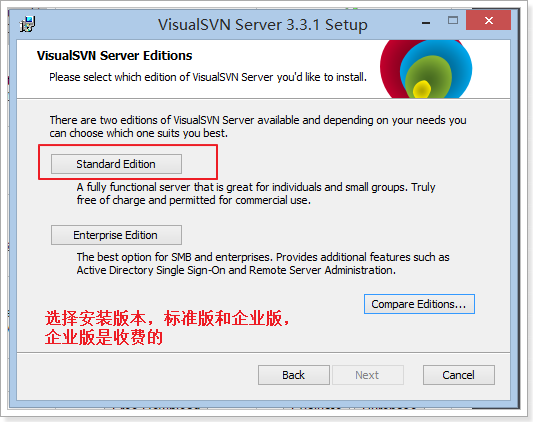 VisualSVN Server 3.3.1 Setup
VisualSVN Server Editions
Please select which edition of VisualSVN Server you'd like to install.
There are two editions of VisualSVN Server available and depending on your needs you
can choose which one suits you best.
Standard Edition
A fully functional server that is great for individuals and small groups. Truly
free of charge and permitted for commercial use.
Enterprise Edition
The best option for SMB and enterprises. Provides additional features such as
Active Directory Single Sign-On and Remote Server Administration.
Compare Editions...
选择安装版本，标准版和企业版，
企业版是收费的
Back
Next
Cancel